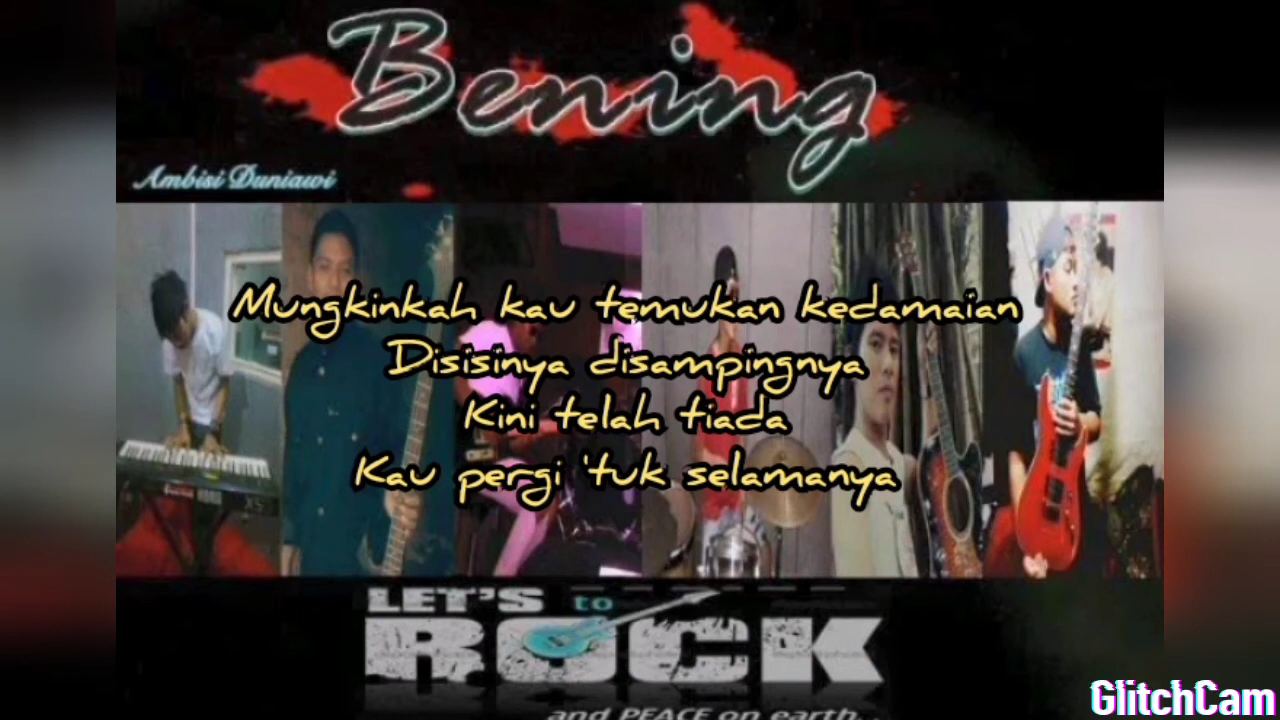 Bening
Ambisi Duniawi
Mungkinkah kau temukan kedamaian
Disisinya disampingnya
Kini telah tiada
Kau pergi 'tuk selamanya
LET'S to
ROCK
and PEACE on earth..
GlitchCam